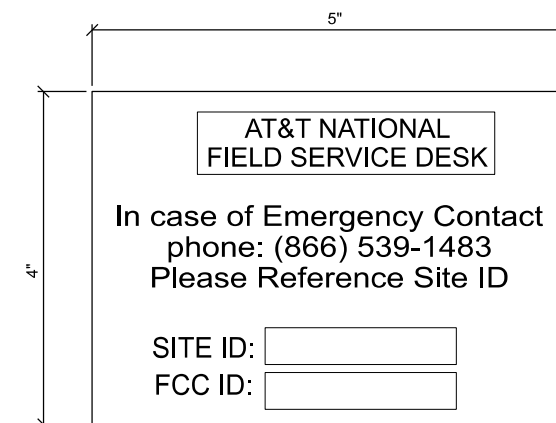 5"
4"
AT&T NATIONAL
FIELD SERVICE DESK
In case of Emergency Contact
phone: (866) 539-1483
Please Reference Site ID
SITE ID:
FCC ID: